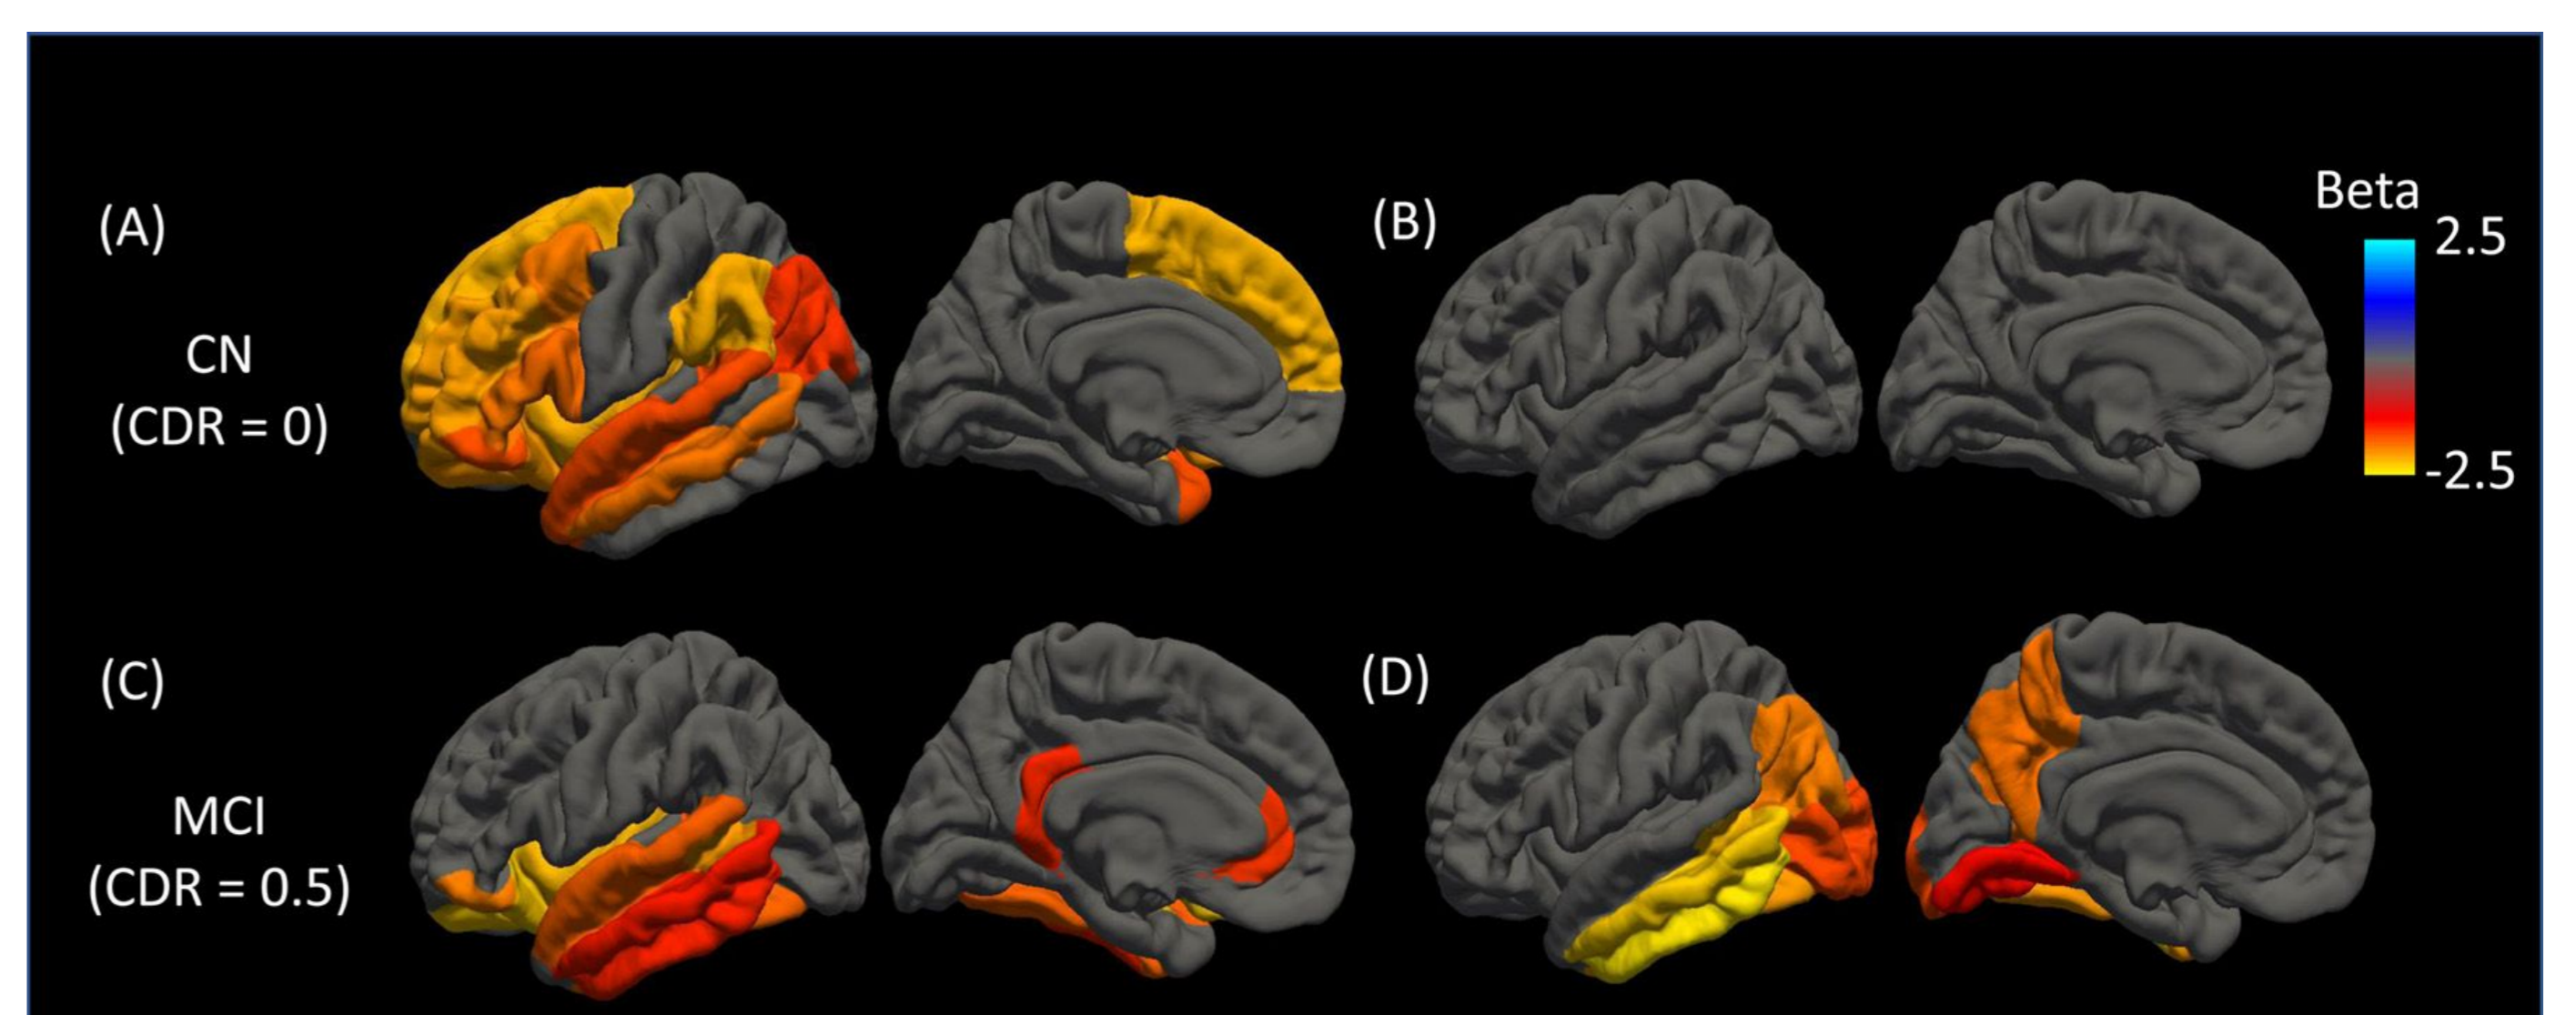 (A)
CN
(CDR = 0)
(B)
Beta
2.5
-2.5
(C)
MCI
(CDR = 0.5)
(D)